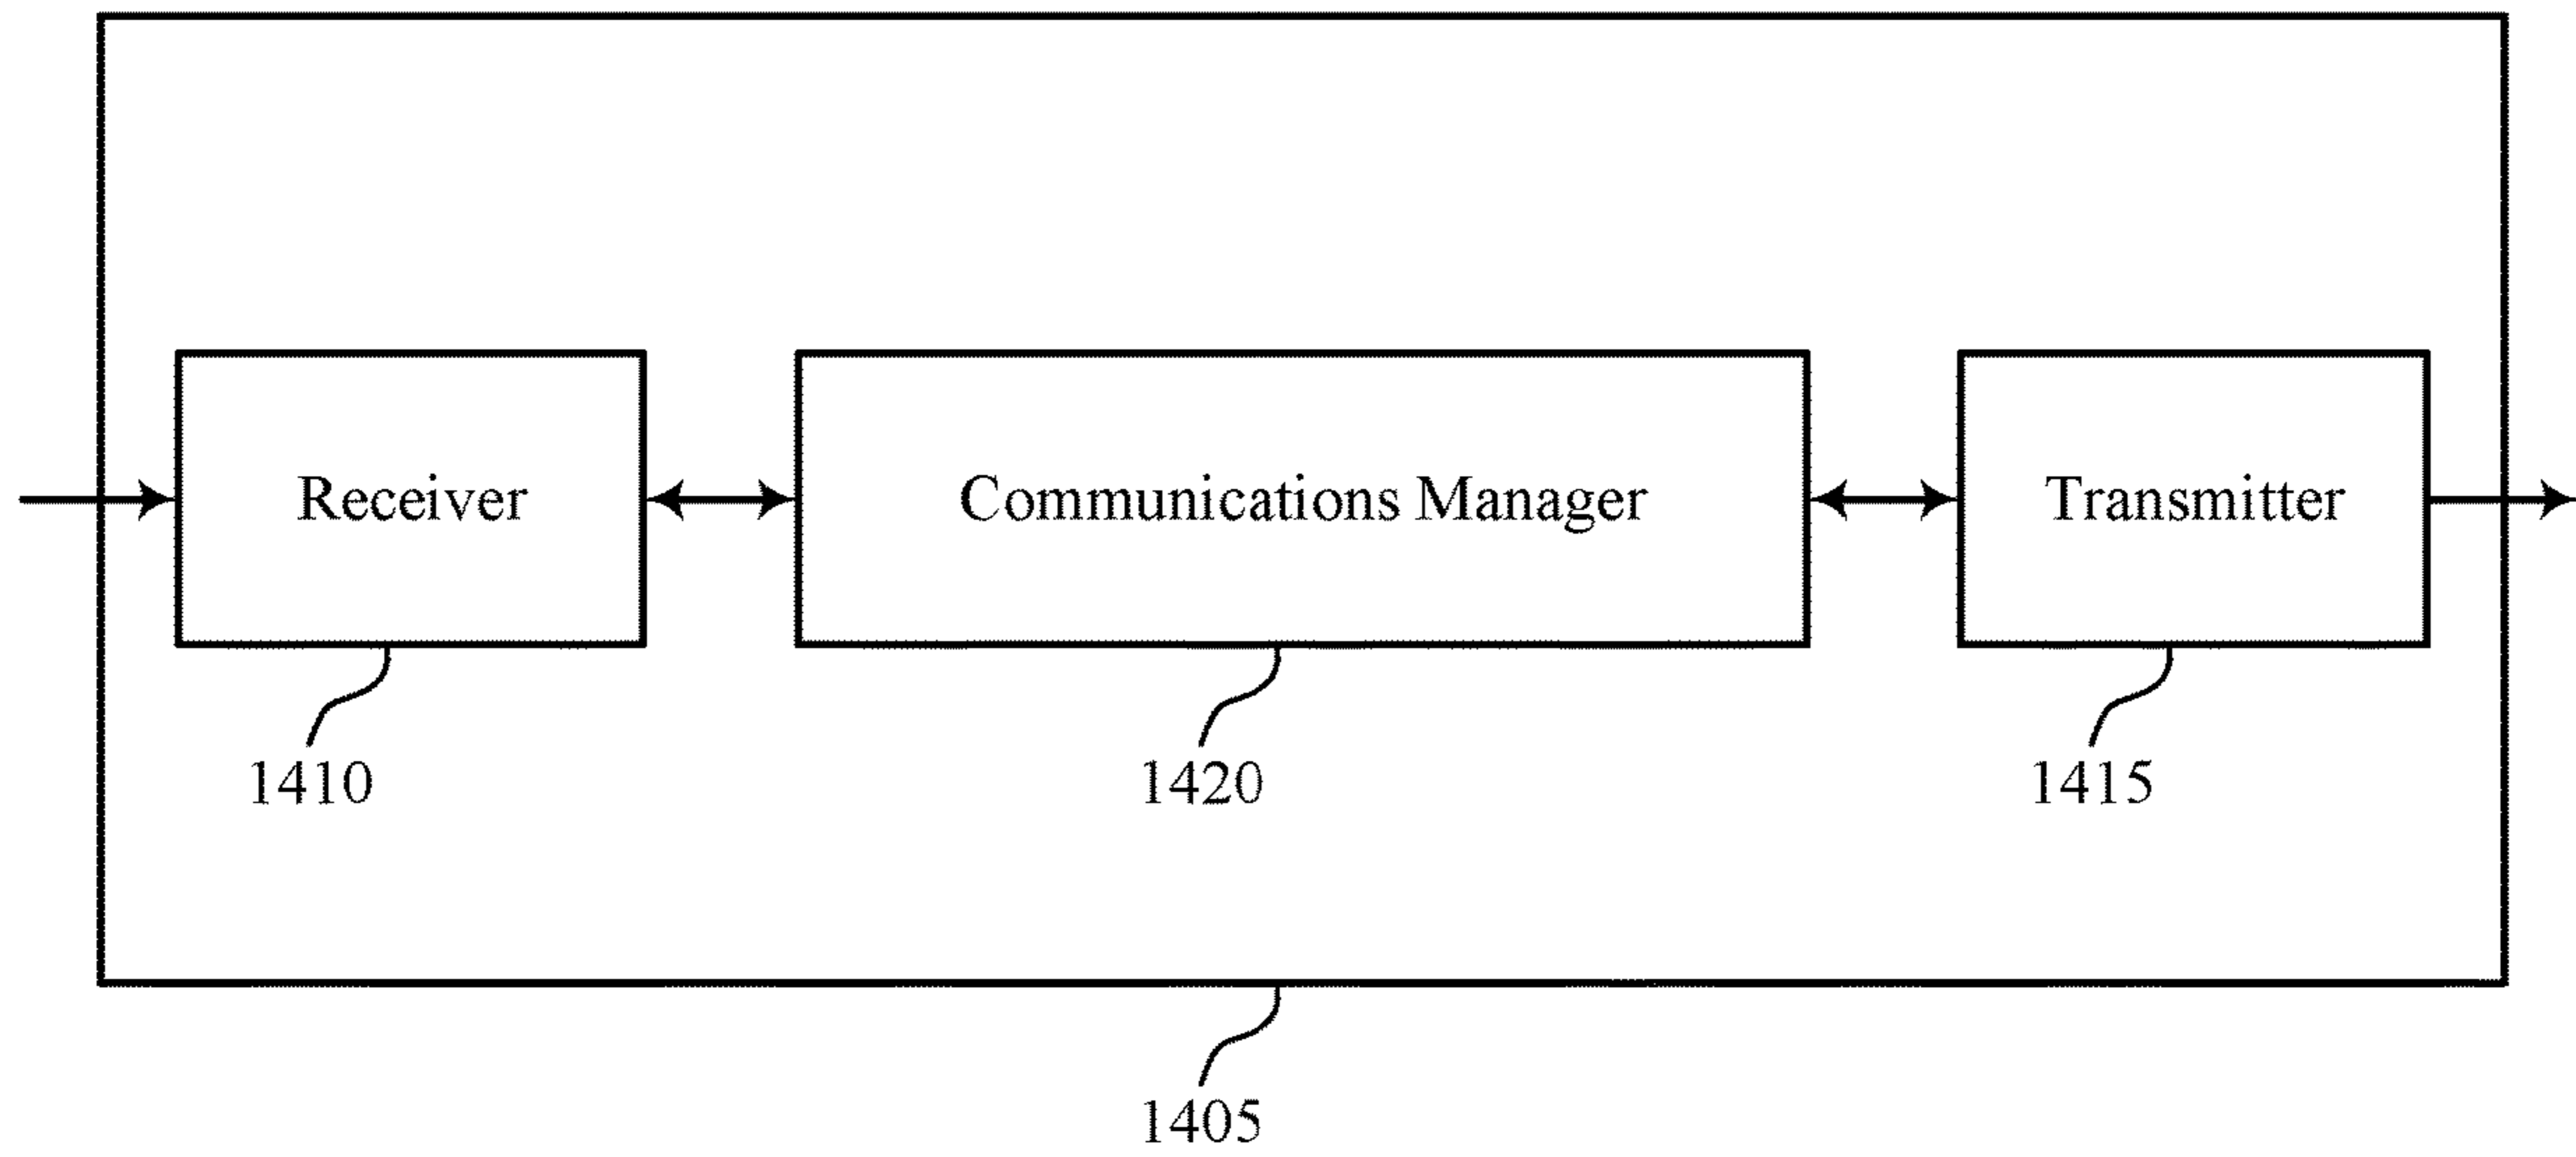 Receiver
Communications Manager
Transmitter
1410
1420
1415
1405